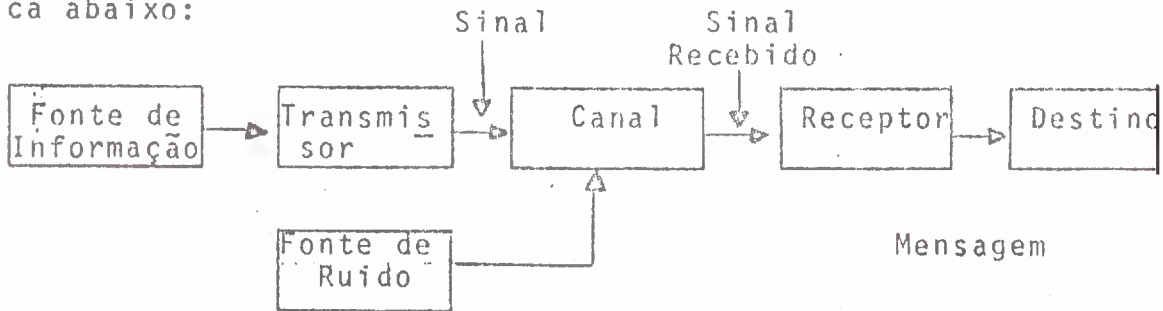 ca abaixo:
Sinal
Sinal
Recebido
Fonte de
Informação
Transmis
sor
Canal
Receptor
Destino
Fonte de
Ruido
Mensagem